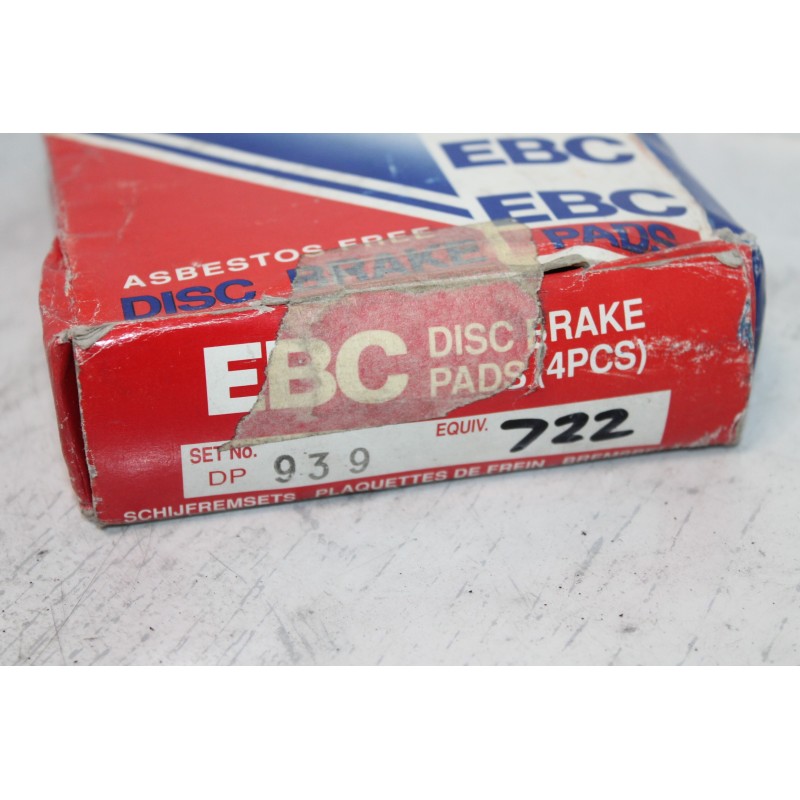 EBC
EBC
ASBESTOS FREE
DISC BRAKE PADS
EBC DISC BRAKE
PADS (4PCS)
SET No. EQUIV. 722
DP 939
SCHIJFREMSETS PLAQUETTES DE FREIN